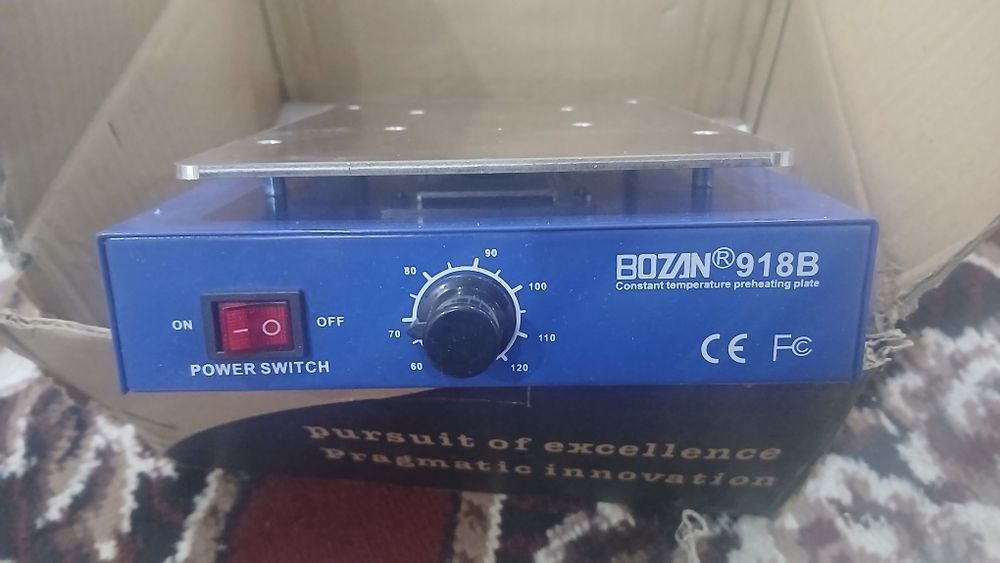 BOZAN®918B
Constant temperature preheating plate
ON
OFF
POWER SWITCH
60
70
80
90
100
110
120
CE FC
pursuit of excellence
Pragmatic innovation